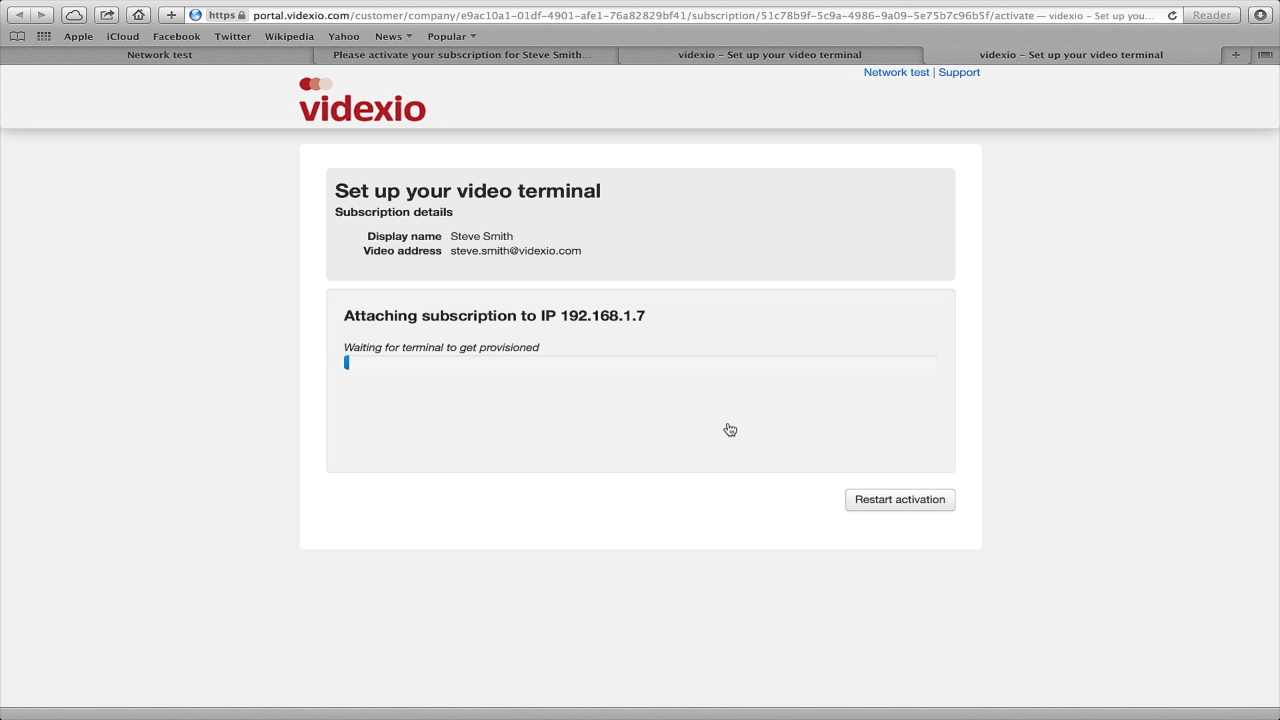 https portal.videxio.com/customer/company/e9ac10a1-01df-4901-afe1-76a82829bf41/subscription/51c78b9f-5c9a-4986-9a09-5e75b7c96b5f/activate — videxio – Set up you... Reader
Apple iCloud Facebook Twitter Wikipedia Yahoo News Popular
Network test Please activate your subscription for Steve Smith... videxio – Set up your video terminal videxio – Set up your video terminal
Network test | Support
videxio
Set up your video terminal
Subscription details
Display name Steve Smith
Video address steve.smith@videxio.com
Attaching subscription to IP 192.168.1.7
Waiting for terminal to get provisioned
Restart activation